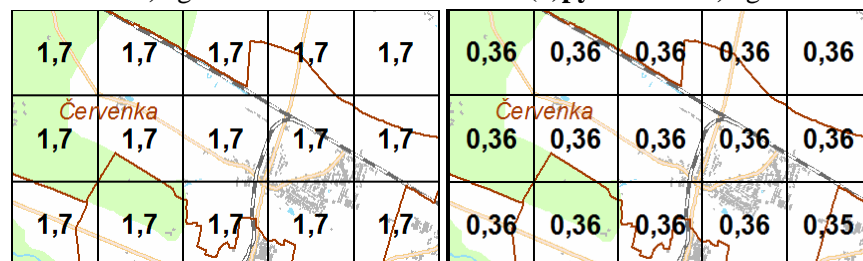 (  )py
1,7 1,7 1,7 1,7 1,7 0,36 0,36 0,36 0,36 0,36
Červenka Červenka
1,7 1,7 1,7 1,7 1,7 0,36 0,36 0,36 0,36 0,36
1,7 1,7 1,7 1,7 1,7 0,36 0,36 0,36 0,36 0,35